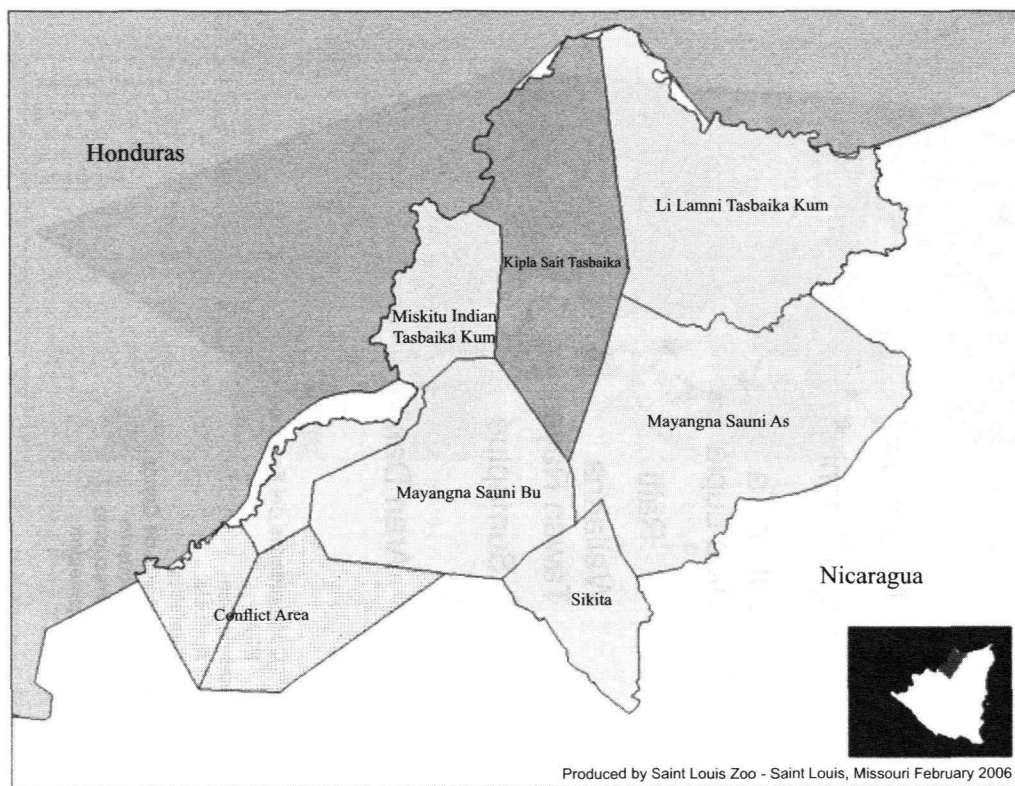 Honduras
Li Lamni Tasbaika Kum
Kipla Sait Tasbaika
Miskitu Indian
Tasbaika Kum
Mayangna Sauni As
Mayangna Sauni Bu
Nicaragua
Sikita
Conflict Area
Produced by Saint Louis Zoo - Saint Louis, Missouri February 2006